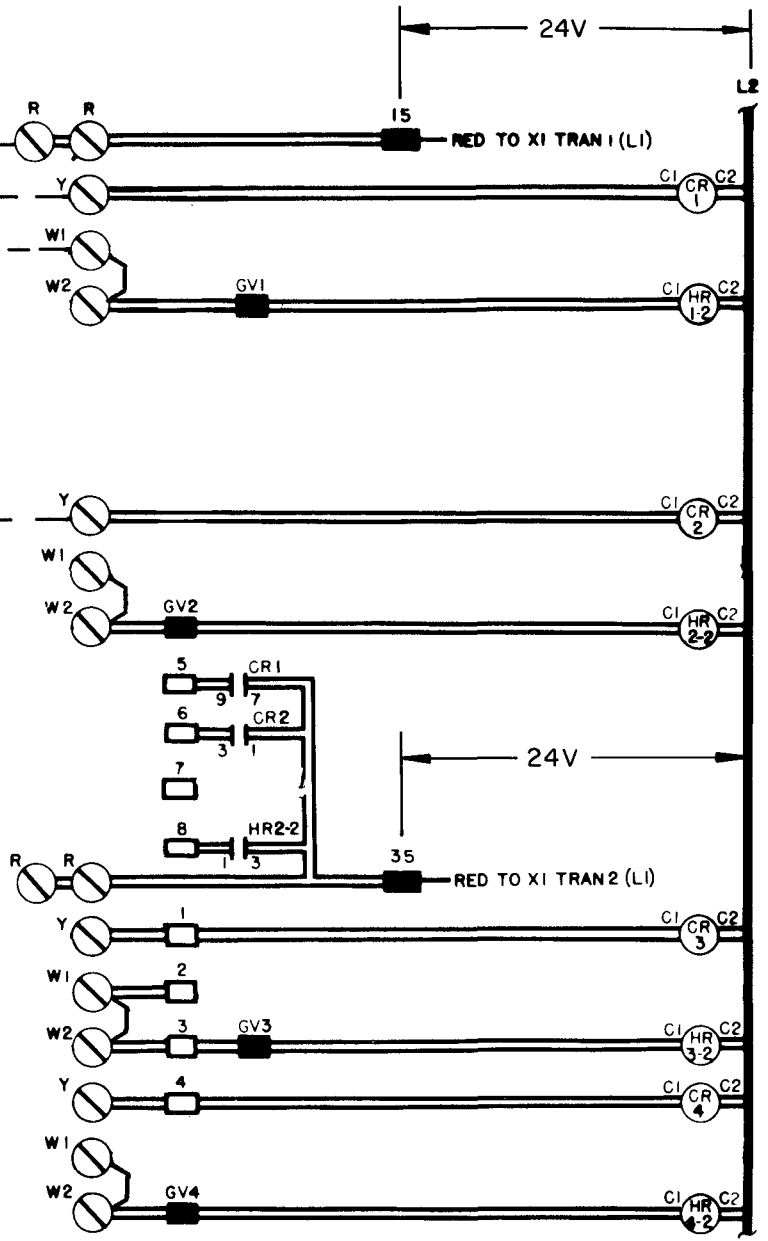 24V
L2
R R 15
RED TO X1 TRAN 1 (L1)
Y C1 CR 1 C2
W1
W2 GV1 C1 HR 1-2 C2
Y C1 CR 2 C2
W1
W2 GV2 C1 HR 2-2 C2
5 9 CR1 7
6 3 CR2 1
24V
7
8 1 HR2-2 3
R R 35
RED TO X1 TRAN 2 (L1)
Y 1 C1 CR 3 C2
W1 2
W2 3 GV3 C1 HR 3-2 C2
Y 4 C1 CR 4 C2
W1
W2 GV4 C1 HR 4-2 C2